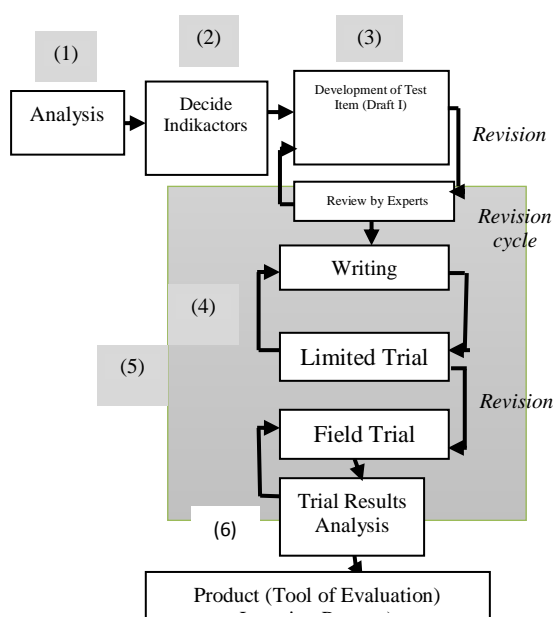 (1)
(2)
(3)
Analysis
Decide
Indikactors
Development of Test
Item (Draft I)
Revision
Review by Experts
Revision
cycle
Writing
(4)
Limited Trial
(5)
Revision
Field Trial
Trial Results
Analysis
(6)
Product (Tool of Evaluation)